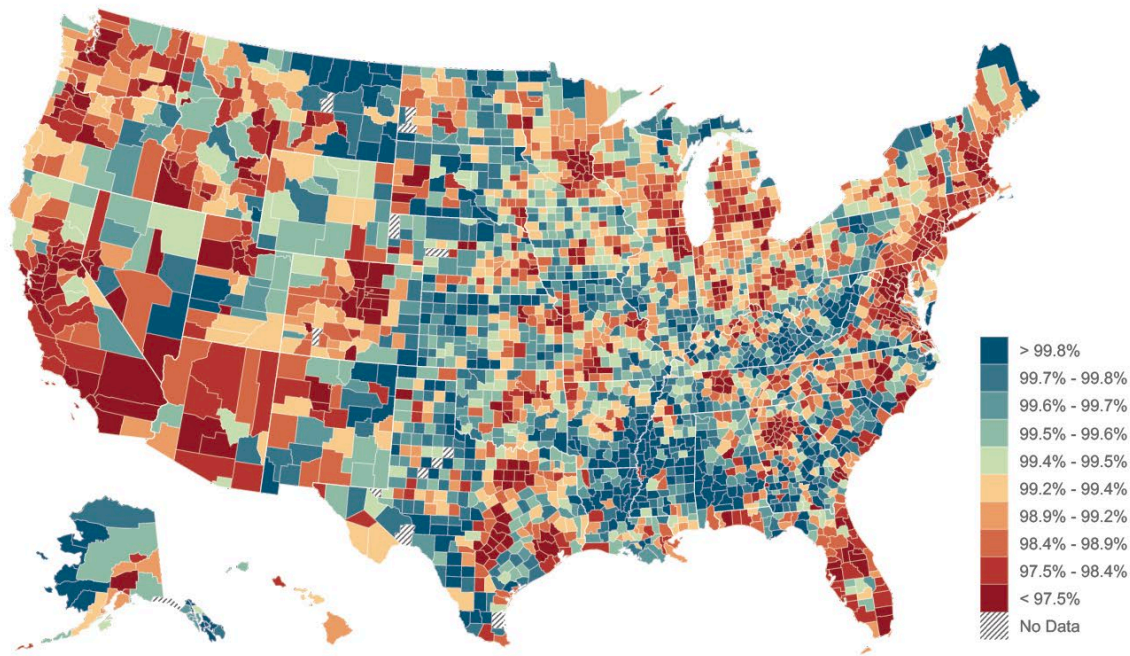 > 99.8%
99.7% - 99.8%
99.6% - 99.7%
99.5% - 99.6%
99.4% - 99.5%
99.2% - 99.4%
98.9% - 99.2%
98.4% - 98.9%
97.5% - 98.4%
< 97.5%
No Data